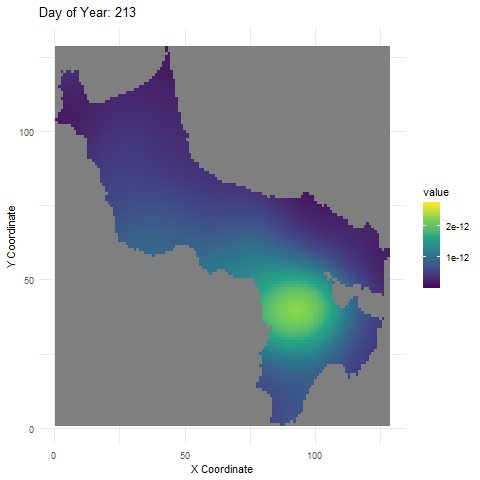 Day of Year: 213
Y Coordinate
100
50
0
0
50
100
X Coordinate
value
2e-12
1e-12